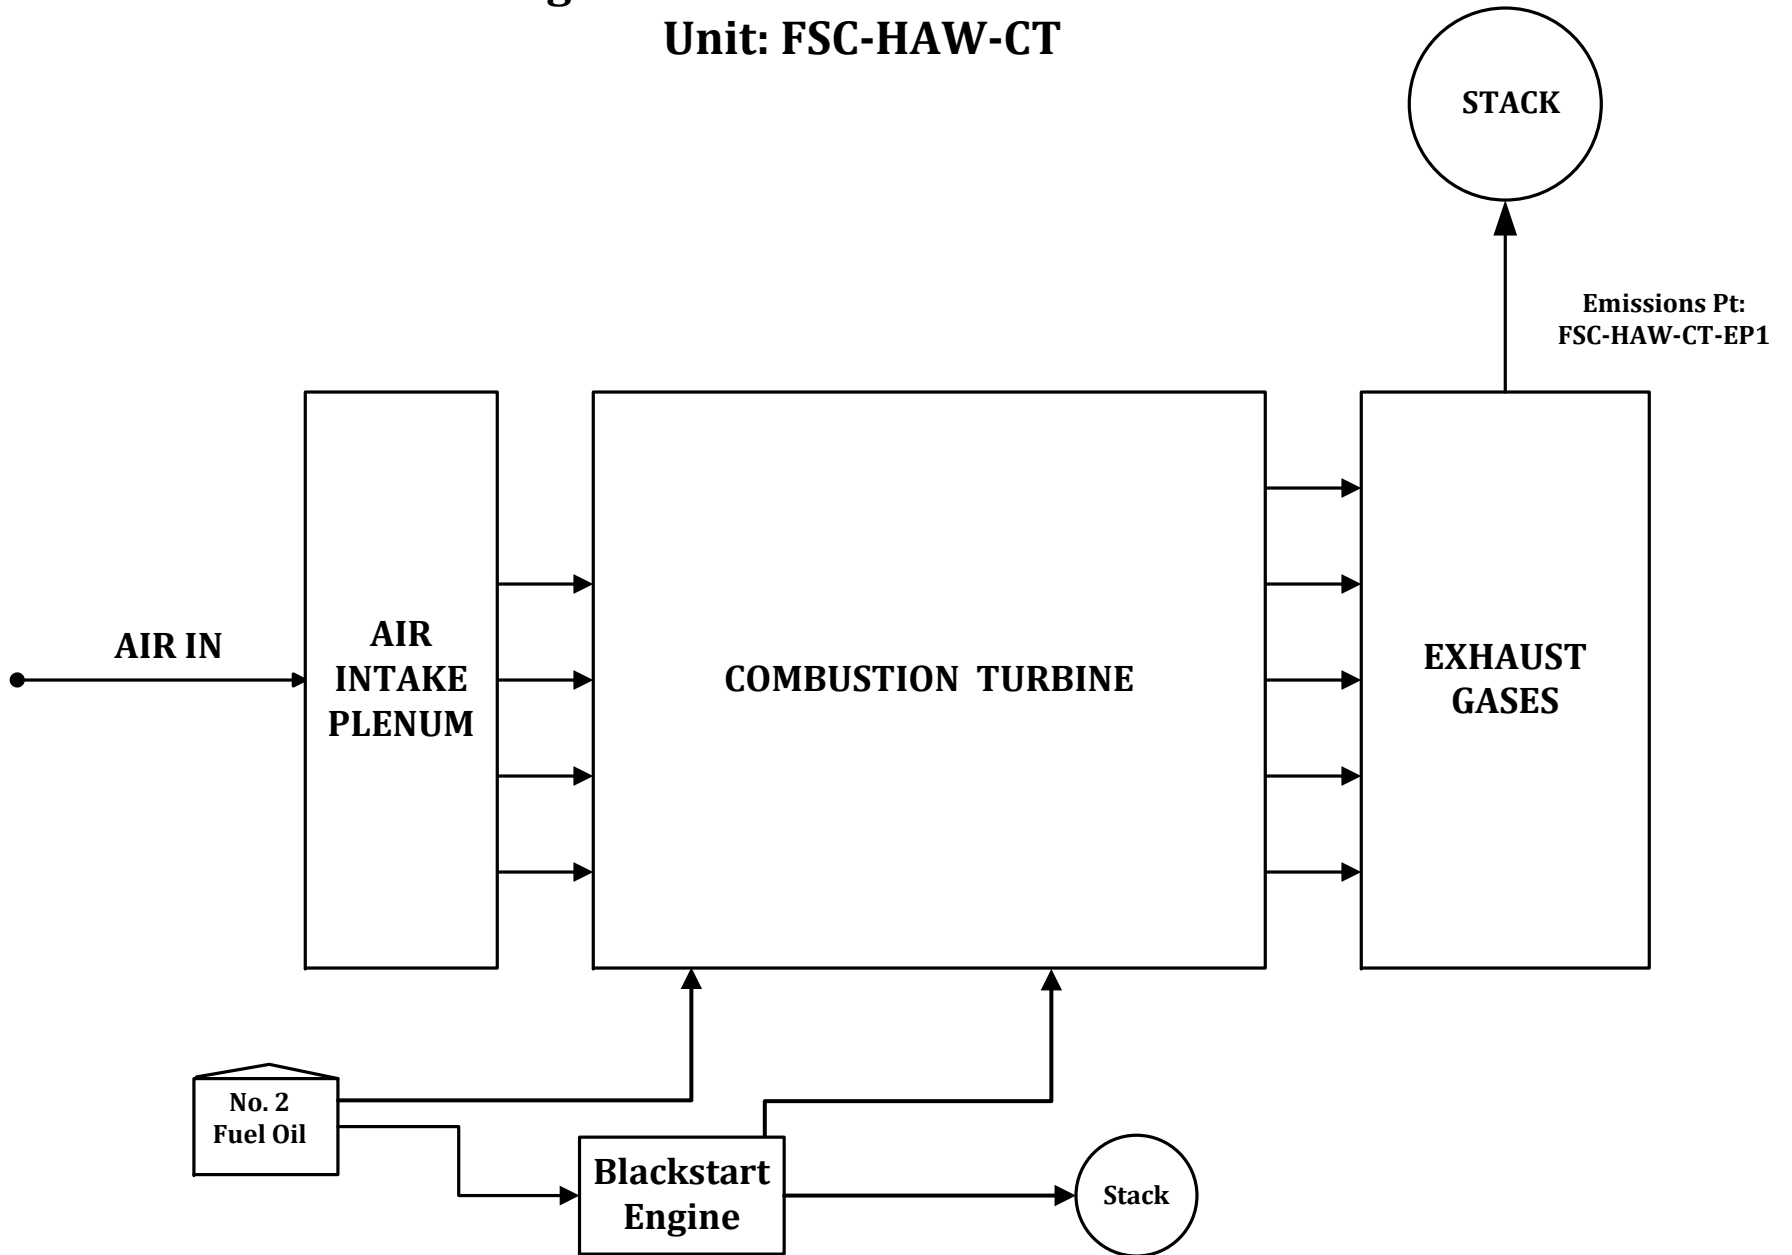 Unit: FSC-HAW-CT
STACK
Emissions Pt:
FSC-HAW-CT-EP1
AIR IN
AIR
INTAKE
PLENUM
COMBUSTION TURBINE
EXHAUST
GASES
No. 2
Fuel Oil
Blackstart
Engine
Stack